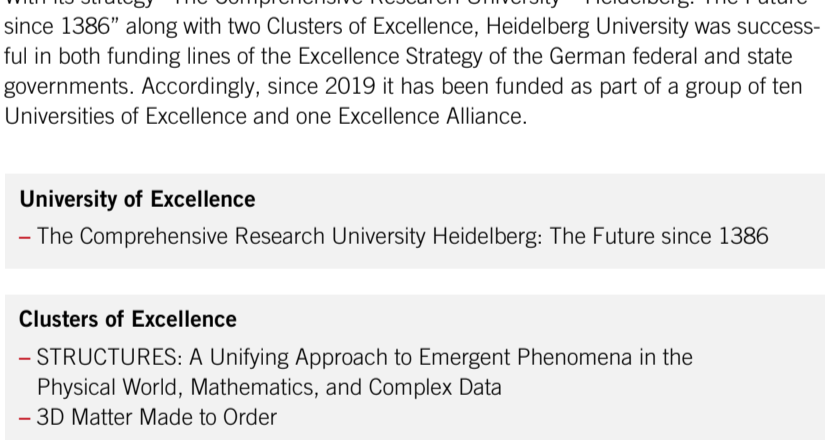 since 1386” along with two Clusters of Excellence, Heidelberg University was success-
ful in both funding lines of the Excellence Strategy of the German federal and state
governments. Accordingly, since 2019 it has been funded as part of a group of ten
Universities of Excellence and one Excellence Alliance.
University of Excellence
– The Comprehensive Research University Heidelberg: The Future since 1386
Clusters of Excellence
– STRUCTURES: A Unifying Approach to Emergent Phenomena in the
Physical World, Mathematics, and Complex Data
– 3D Matter Made to Order